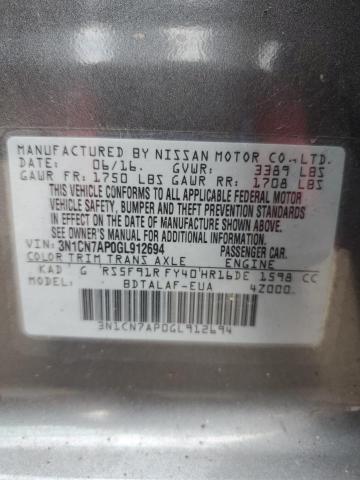 MANUFACTURED BY NISSAN MOTOR CO., LTD.
DATE: 06/16. GVWR: 3389 LBS
GAWR FR: 1750 LBS GAWR RR: 1708 LBS
THIS VEHICLE CONFORMS TO ALL APPLICABLE FEDERAL MOTOR
VEHICLE SAFETY, BUMPER AND THEFT PREVENTION STANDARDS
IN EFFECT ON THE DATE OF MANUFACTURE SHOWN ABOVE.
SEE OWNER'S MANUAL FOR ADDITIONAL INFORMATION
VIN: 3N1CN7AP0GL912694 PASSENGER CAR.
COLOR TRIM TRANS AXLE ENGINE
KAD G RS5F91R FY40 HR16DE 1598 CC
MODEL: BDTALAF-EUA 4Z000
3N1CN7AP0GL912694